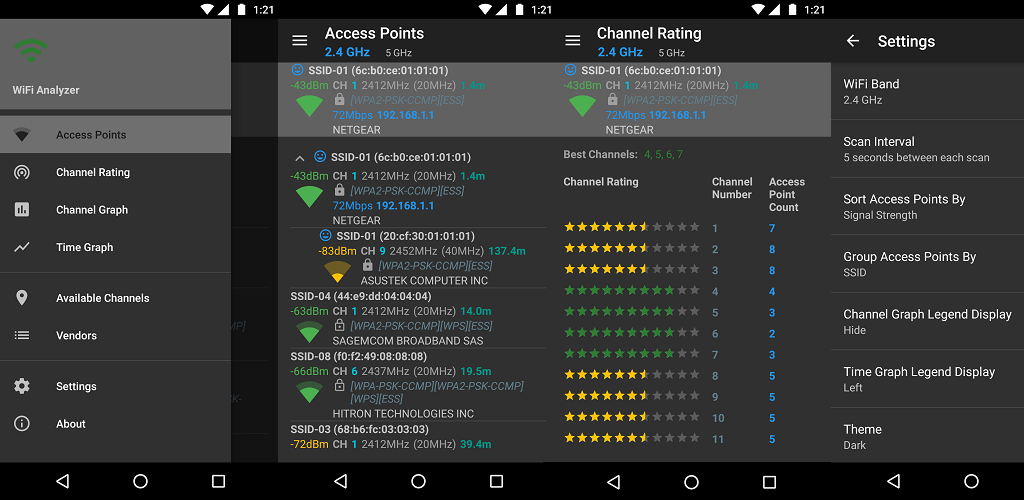 1:21
WiFi Analyzer
Access Points
Channel Rating
Channel Graph
Time Graph
Available Channels
Vendors
Settings
About
1:21
Access Points
2.4 GHz 5 GHz
SSID-01 (6c:b0:ce:01:01:01)
-43dBm CH 1 2412MHz (20MHz) 1.4m
[WPA2-PSK-CCMP][ESS]
72Mbps 192.168.1.1
NETGEAR
SSID-01 (6c:b0:ce:01:01:01)
-43dBm CH 1 2412MHz (20MHz) 1.4m
[WPA2-PSK-CCMP][ESS]
72Mbps 192.168.1.1
NETGEAR
SSID-01 (20:cf:30:01:01:01)
-83dBm CH 9 2452MHz (40MHz) 137.4m
[WPA2-PSK-CCMP][ESS]
ASUSTEK COMPUTER INC
SSID-04 (44:e9:dd:04:04:04)
-63dBm CH 1 2412MHz (20MHz) 14.0m
[WPA2-PSK-CCMP][WPS][ESS]
SAGEMCOM BROADBAND SAS
SSID-08 (f0:f2:49:08:08:08)
-66dBm CH 6 2437MHz (20MHz) 19.5m
[WPA-PSK-CCMP][WPA2-PSK-CCMP]
[WPS][ESS]
HITRON TECHNOLOGIES INC
SSID-03 (68:b6:fc:03:03:03)
-72dBm CH 1 2412MHz (20MHz) 39.4m
1:21
Channel Rating
2.4 GHz 5 GHz
SSID-01 (6c:b0:ce:01:01:01)
-43dBm CH 1 2412MHz (20MHz) 1.4m
[WPA2-PSK-CCMP][ESS]
72Mbps 192.168.1.1
NETGEAR
Best Channels: 4, 5, 6, 7
Channel Rating Channel Number Access Point Count
1 7
2 8
3 8
4 4
5 3
6 2
7 3
8 5
9 5
10 5
11 5
1:21
Settings
WiFi Band
2.4 GHz
Scan Interval
5 seconds between each scan
Sort Access Points By
Signal Strength
Group Access Points By
SSID
Channel Graph Legend Display
Hide
Time Graph Legend Display
Left
Theme
Dark